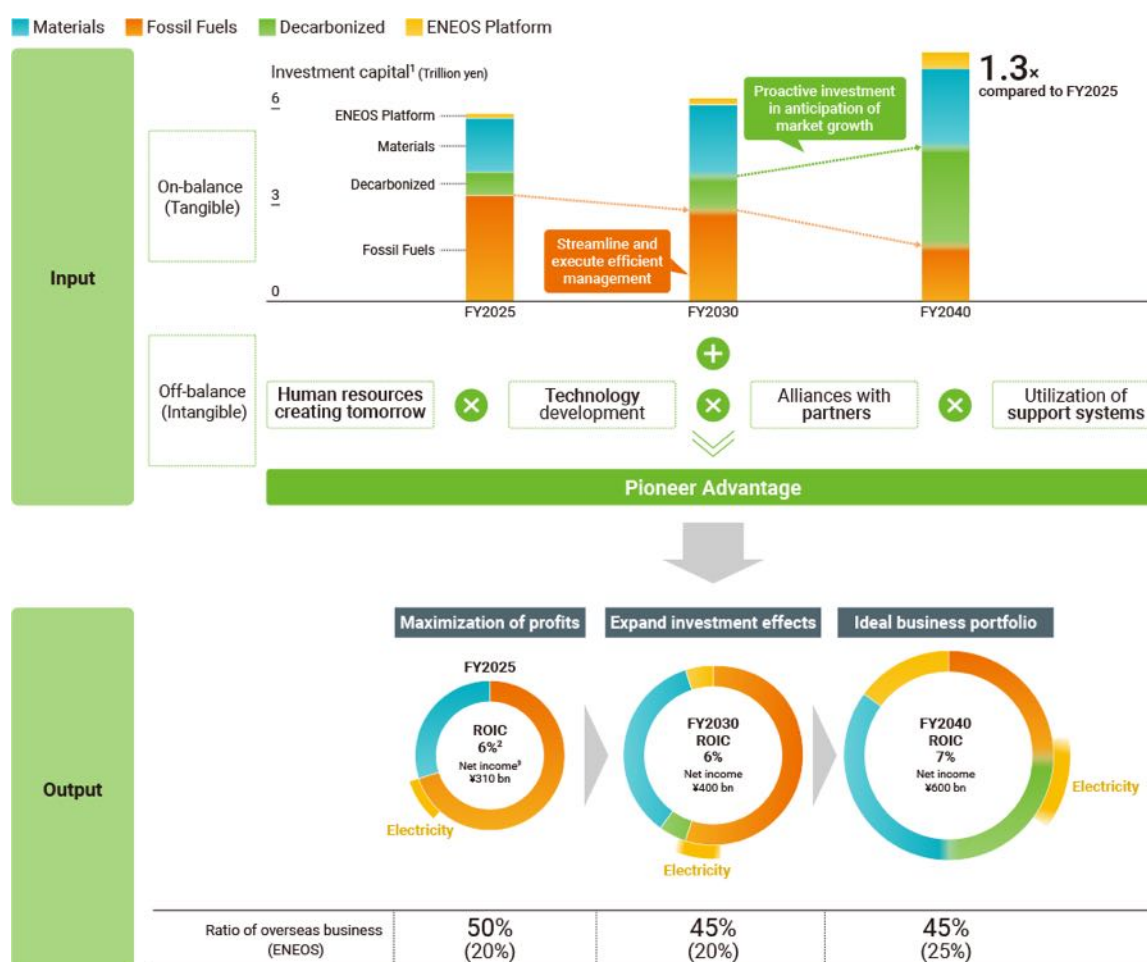 Materials
Fossil Fuels
Decarbonized
ENEOS Platform
Input
On-balance
(Tangible)
Investment capital¹ (Trillion yen)
6
3
0
ENEOS Platform
Materials
Decarbonized
Fossil Fuels
Streamline and
execute efficient
management
Proactive investment
in anticipation of
market growth
1.3×
compared to FY2025
FY2025
FY2030
FY2040
+
Off-balance
(Intangible)
Human resources
creating tomorrow
×
Technology
development
×
Alliances with
partners
×
Utilization of
support systems
Pioneer Advantage
Output
Maximization of profits
Expand investment effects
Ideal business portfolio
FY2025
ROIC
6%²
Net income³
¥310 bn
Electricity
FY2030
ROIC
6%
Net income
¥400 bn
Electricity
FY2040
ROIC
7%
Net income
¥600 bn
Electricity
Ratio of overseas business
(ENEOS)
50%
(20%)
45%
(20%)
45%
(25%)